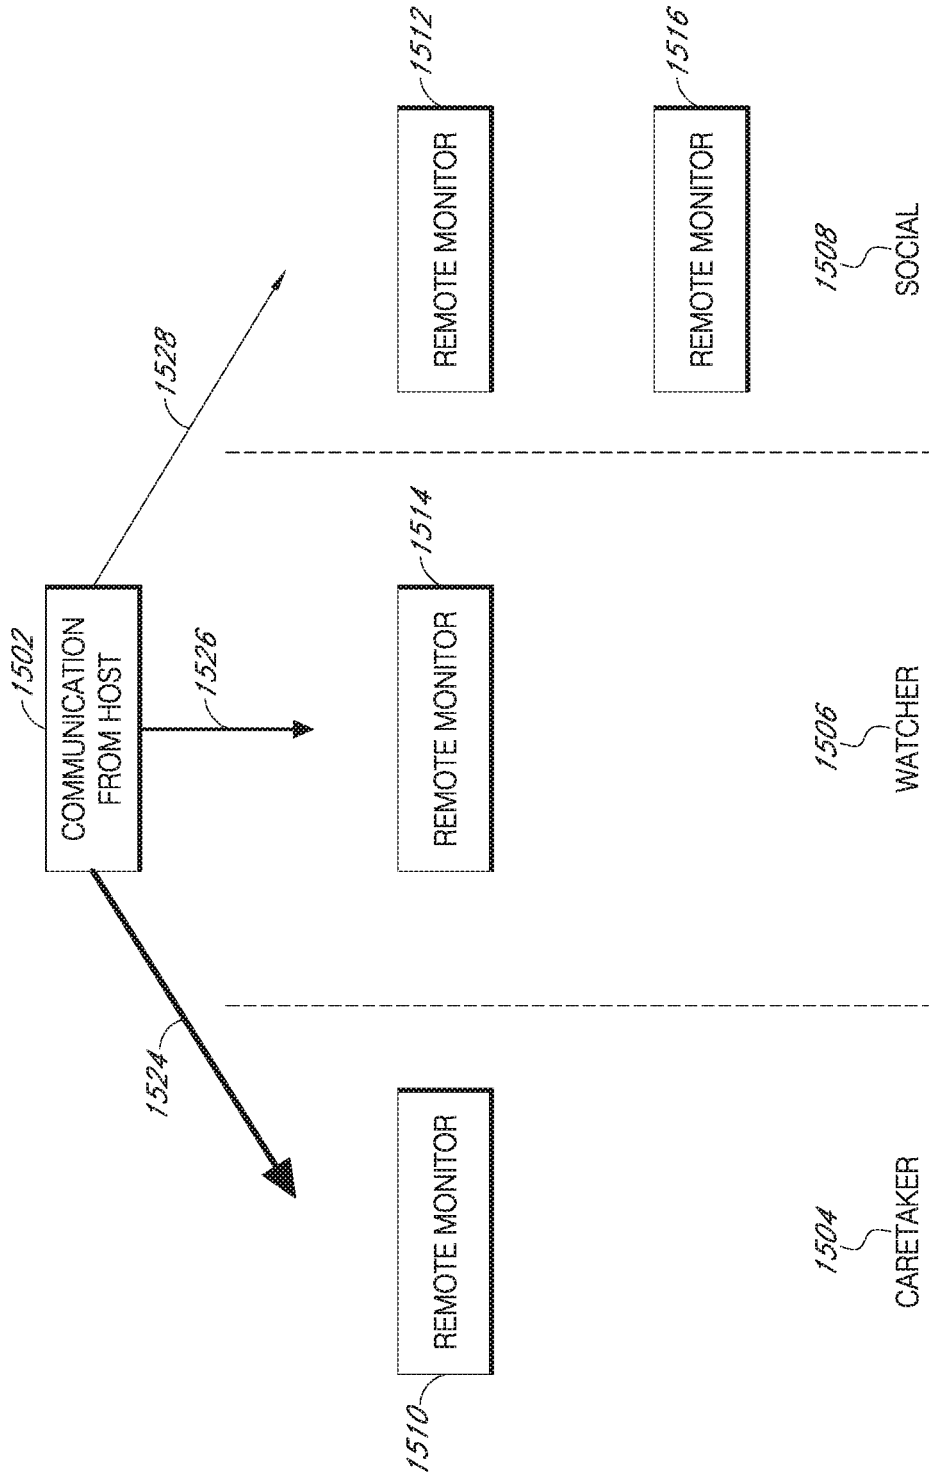 1502
COMMUNICATION
FROM HOST
1524
1526
1528
1510
REMOTE MONITOR
REMOTE MONITOR
1514
REMOTE MONITOR
1512
REMOTE MONITOR
1516
1504
CARETAKER
1506
WATCHER
1508
SOCIAL